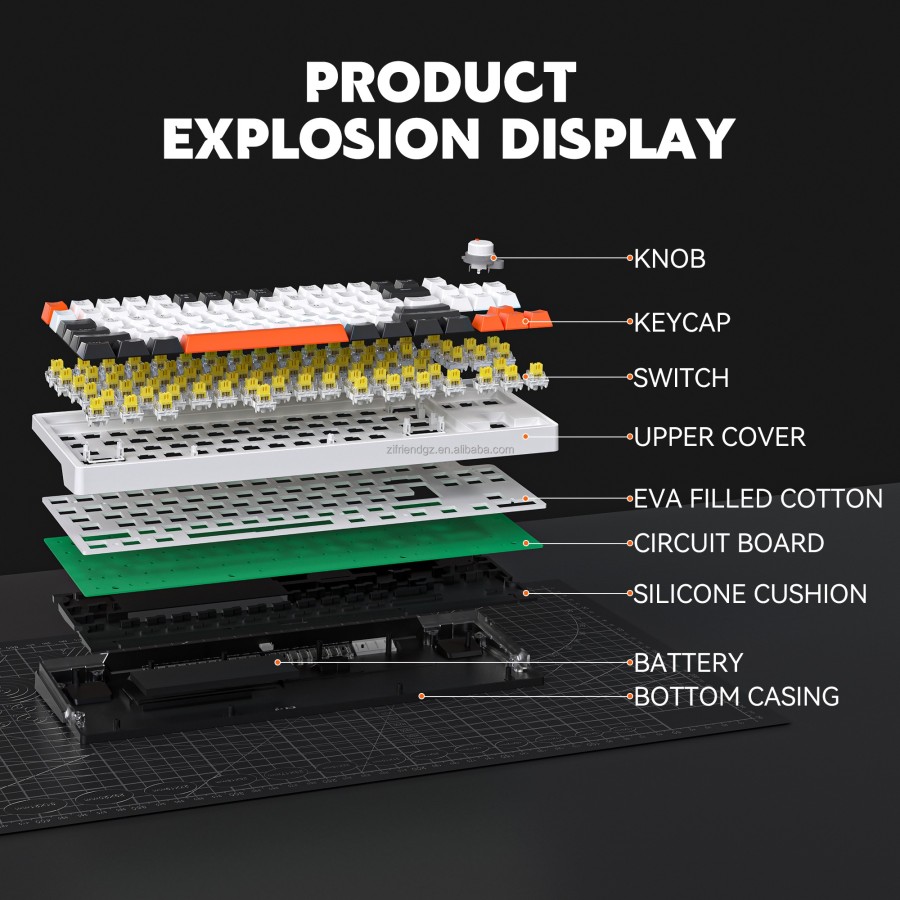 PRODUCT
EXPLOSION DISPLAY
KNOB
KEYCAP
SWITCH
UPPER COVER
zifriendgz.en.alibaba.com
EVA FILLED COTTON
CIRCUIT BOARD
SILICONE CUSHION
BATTERY
BOTTOM CASING